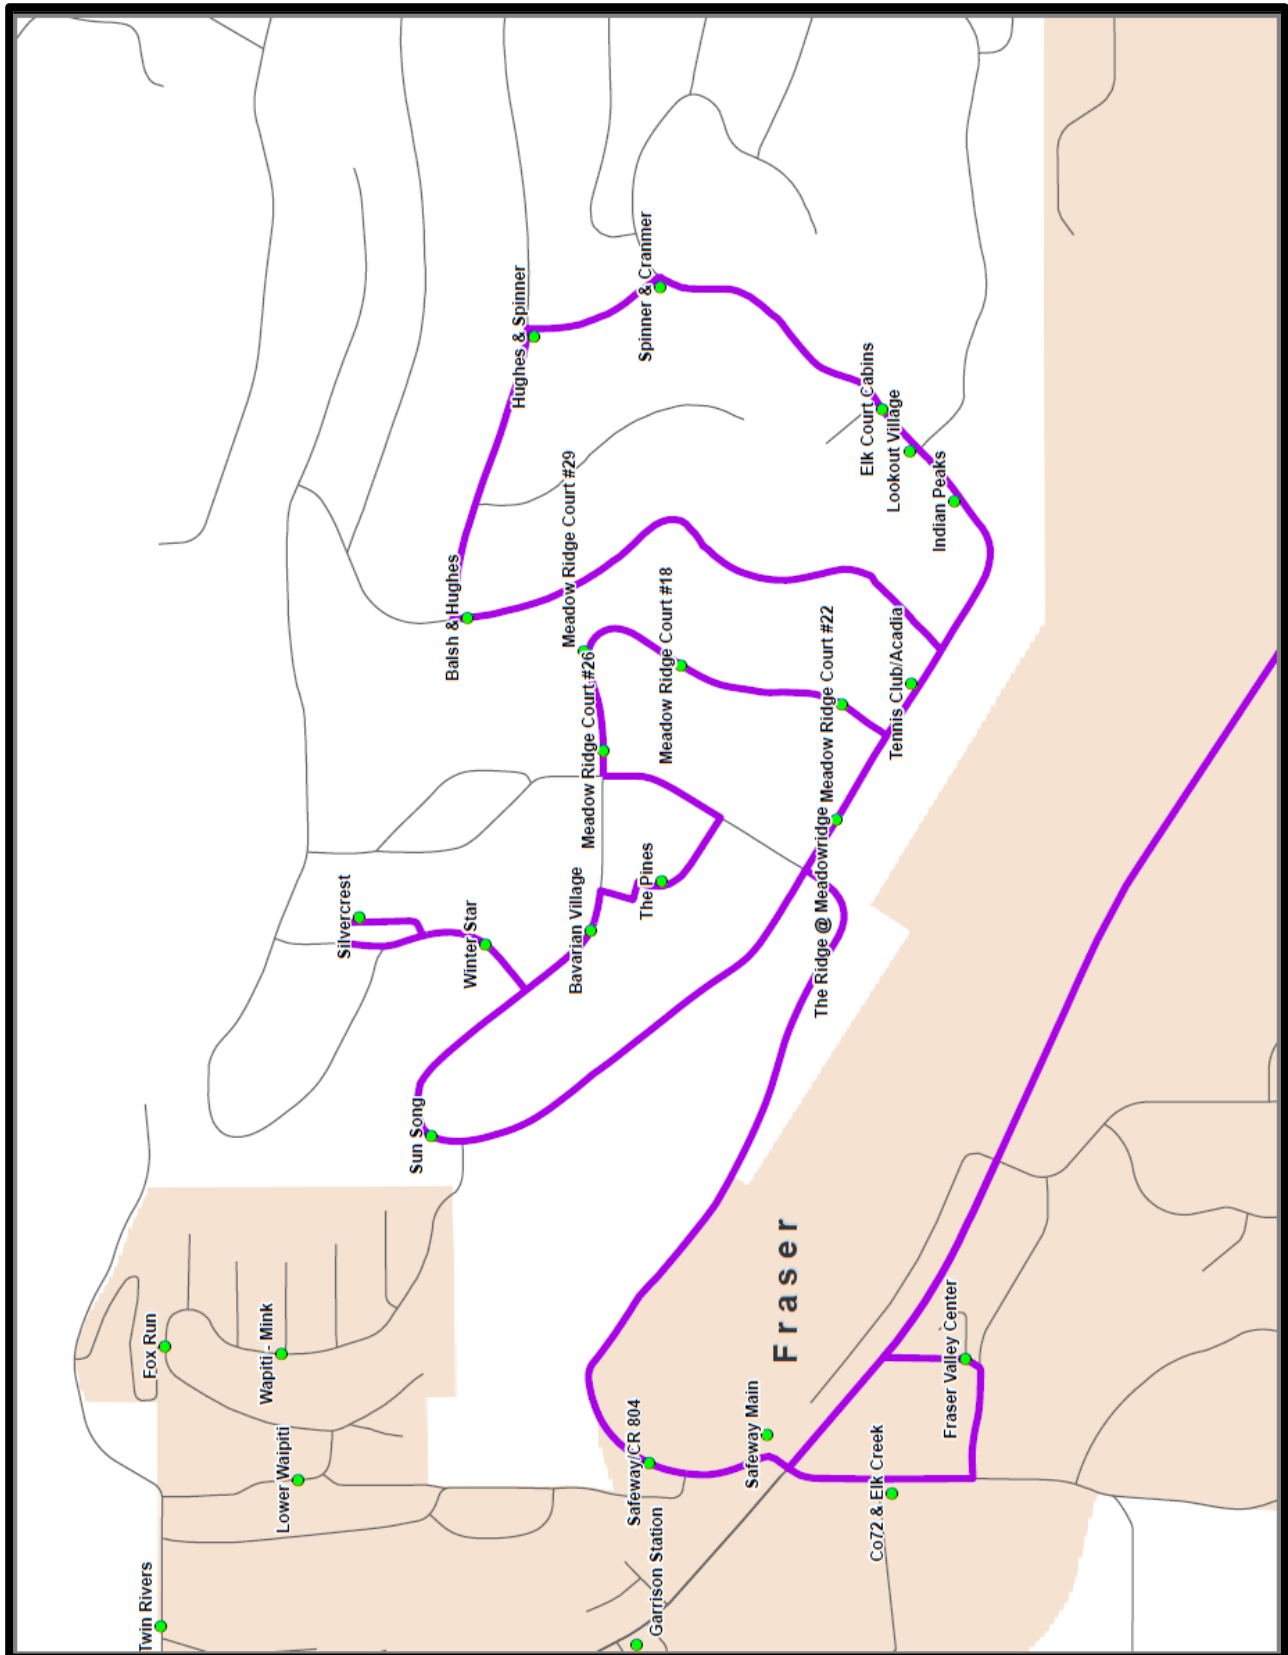 Spinner & Cranmer
Hughes & Spinner
Elk Court Cabins
Lookout Village
Indian Peaks
Meadow Ridge Court #29
Balsh & Hughes
Meadow Ridge Court #18
Meadow Ridge Court #22
Tennis Club/Acadia
Meadow Ridge Court #26
The Ridge @ Meadowridge
The Pines
Bavarian Village
Silvercrest
Winter Star
Sun Song
Fraser
Fox Run
Wapiti - Mink
Fraser Valley Center
Safeway Main
Safeway/CR 804
Lower Waipiti
Co72 & Elk Creek
Garrison Station
Twin Rivers